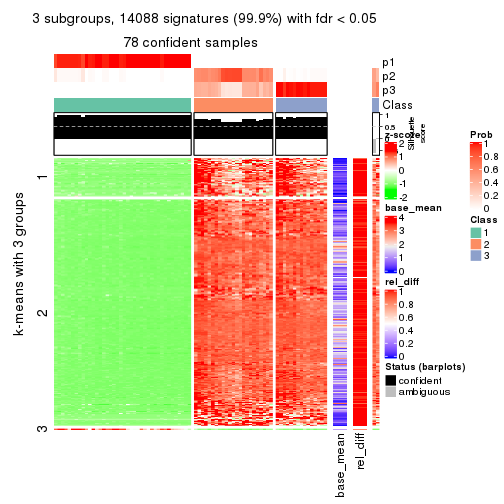 3 subgroups, 14088 signatures (99.9%) with fdr < 0.05
78 confident samples
p1
p2
p3
Class
1
0.5
0
Silhouette
score
k-means with 3 groups
1
2
3
base_mean
rel_diff
z-score
2
1
0
-1
-2
base_mean
4
3
2
1
0
rel_diff
1
0.8
0.6
0.4
0.2
0
Status (barplots)
confident
ambiguous
Prob
1
0.8
0.6
0.4
0.2
0
Class
1
2
3